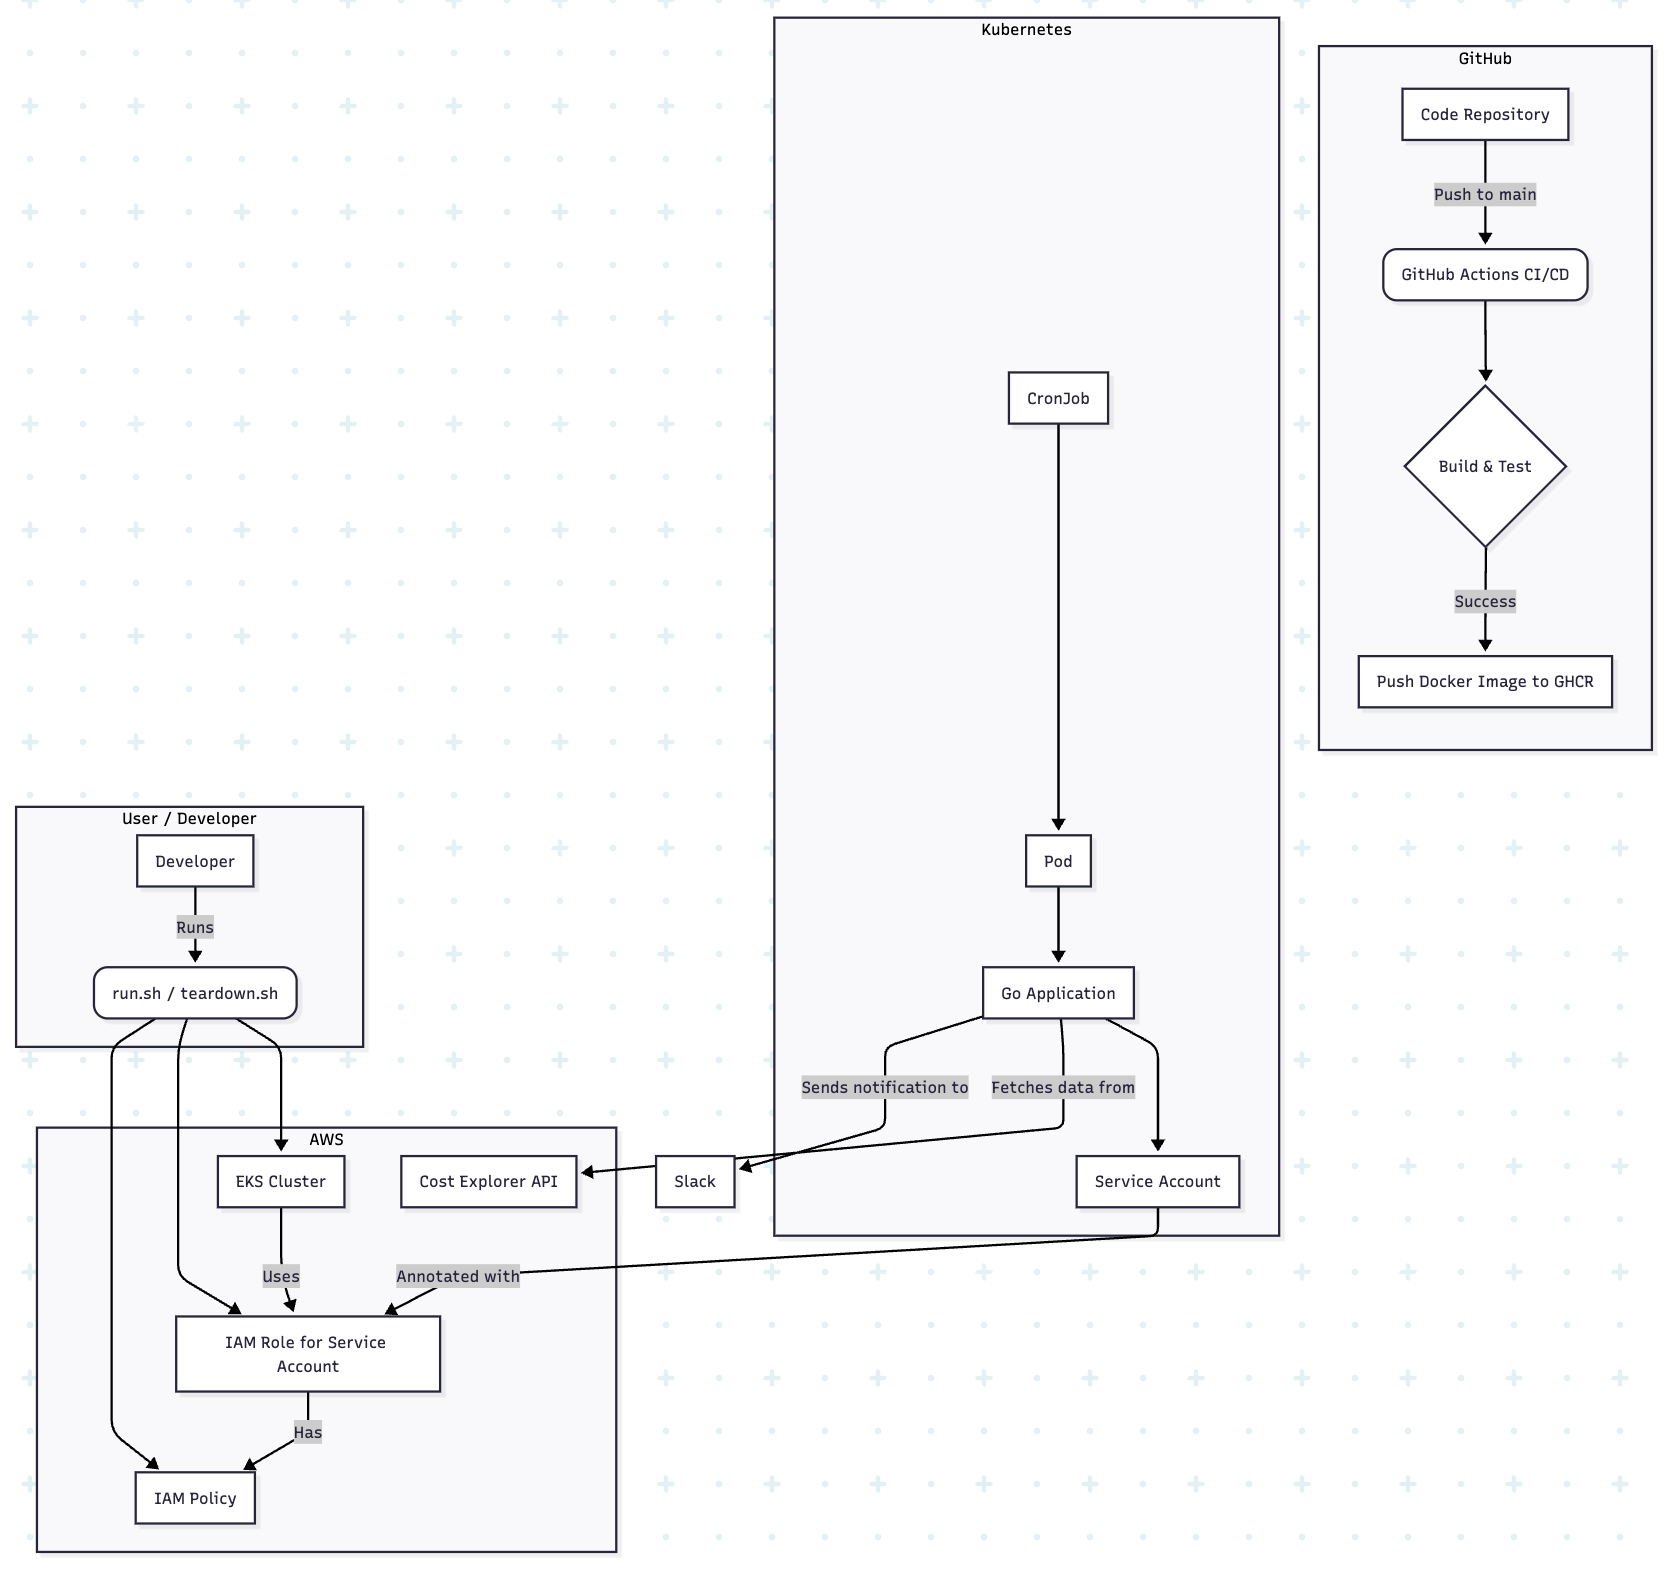 Kubernetes
GitHub
Code Repository
Push to main
GitHub Actions CI/CD
CronJob
Build & Test
Success
Push Docker Image to GHCR
User / Developer
Developer
Pod
Runs
run.sh / teardown.sh
Go Application
Sends notification to
Fetches data from
AWS
EKS Cluster
Cost Explorer API
Slack
Service Account
Uses
Annotated with
IAM Role for Service
Account
Has
IAM Policy